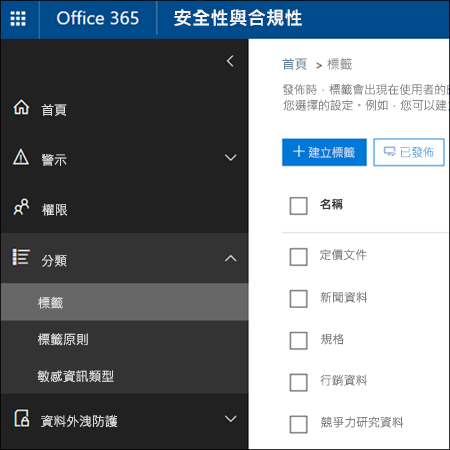 Office 365 安全性與合規性
首頁 > 標籤
發佈時,標籤會出現在使用者的
您選擇的設定。例如,您可以建
+ 建立標籤 已發佈
名稱
定價文件
新聞資料
規格
行銷資料
競爭力研究資料
首頁
警示
權限
分類
標籤
標籤原則
敏感資訊類型
資料外洩防護